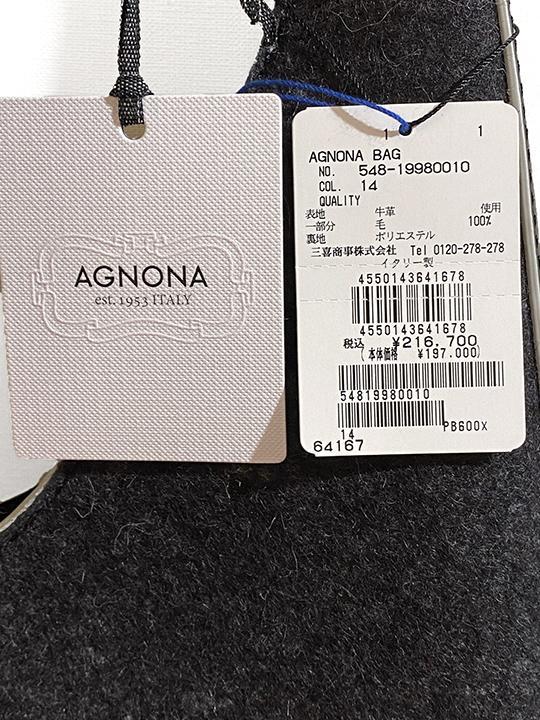 AGNONA
est. 1953 ITALY
1 1
AGNONA BAG
NO. 548-19980010
COL. 14
QUALITY
表地 牛革 使用
一部分 毛 100%
裏地 ポリエステル
三喜商事株式会社 Tel 0120-278-278
イタリー製
4550143641678
4550143641678
税込 ¥216,700
(本体価格 ¥197,000)
54819980010
PB600X
14
64167